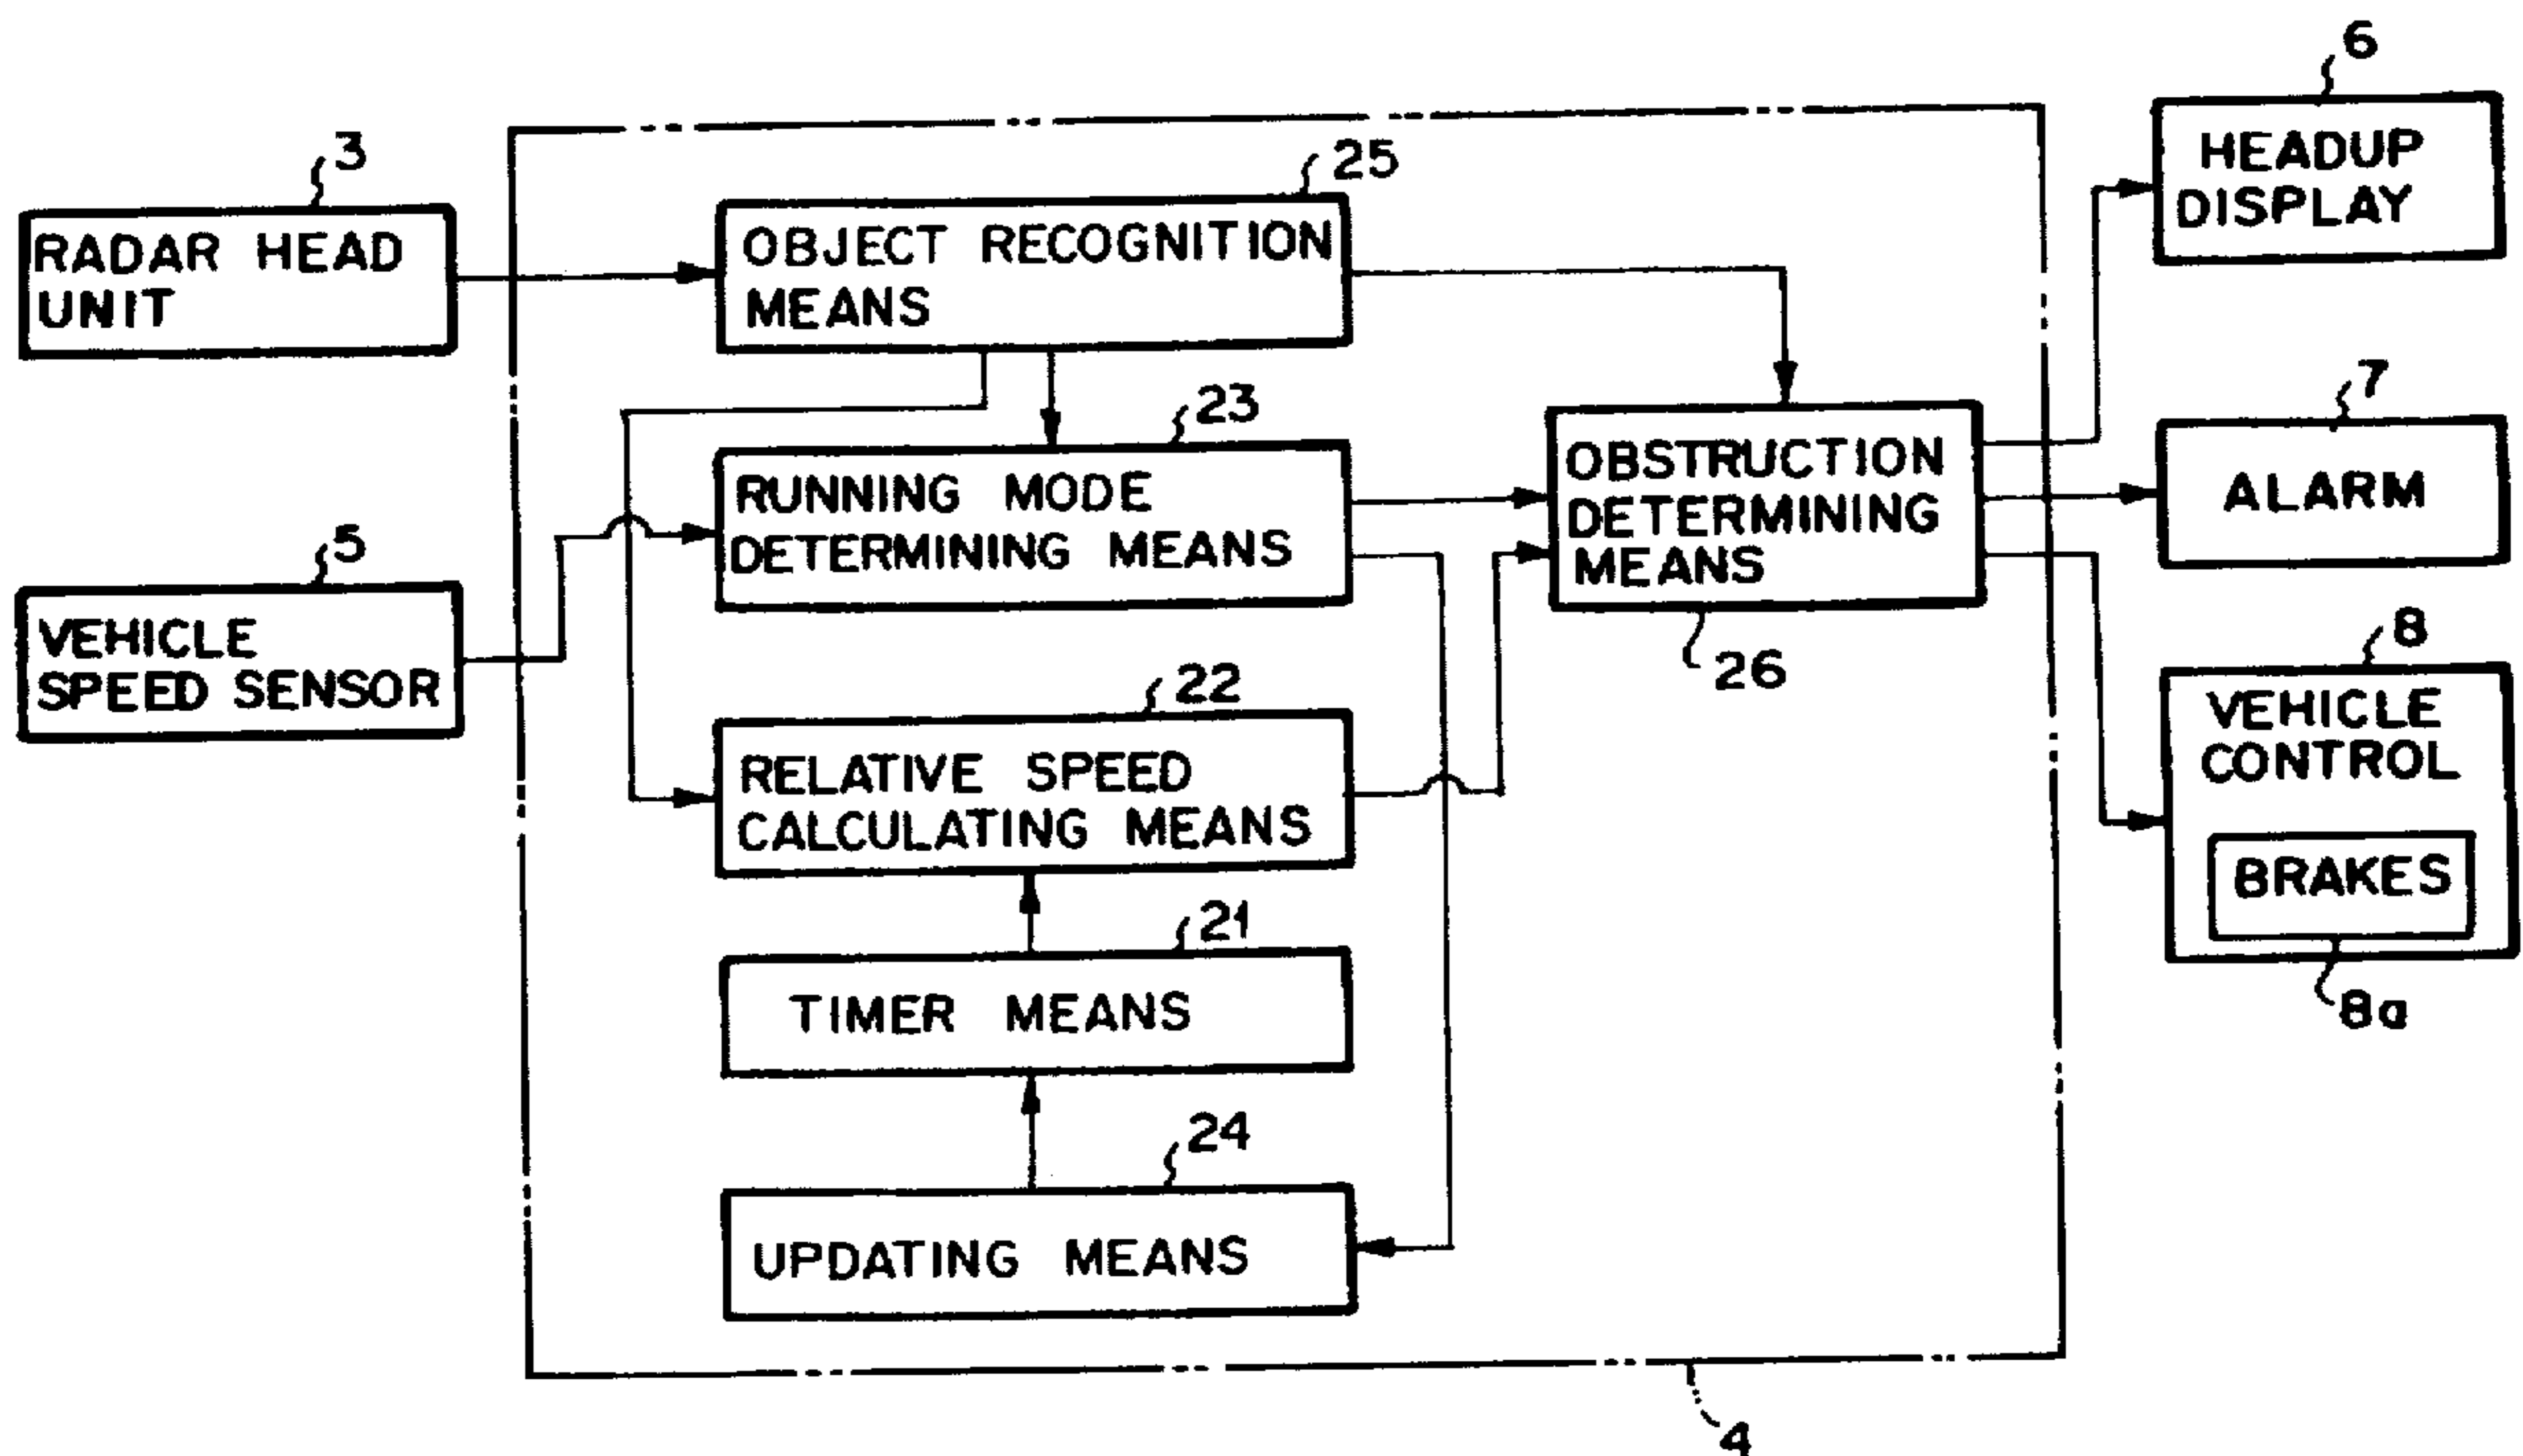 6
3
25
HEADUP
DISPLAY
RADAR HEAD
UNIT
OBJECT RECOGNITION
MEANS
23
7
RUNNING MODE
DETERMINING MEANS
OBSTRUCTION
DETERMINING
MEANS
ALARM
5
VEHICLE
SPEED SENSOR
26
8
22
VEHICLE
CONTROL
RELATIVE SPEED
CALCULATING MEANS
BRAKES
21
8a
TIMER MEANS
24
UPDATING MEANS
4